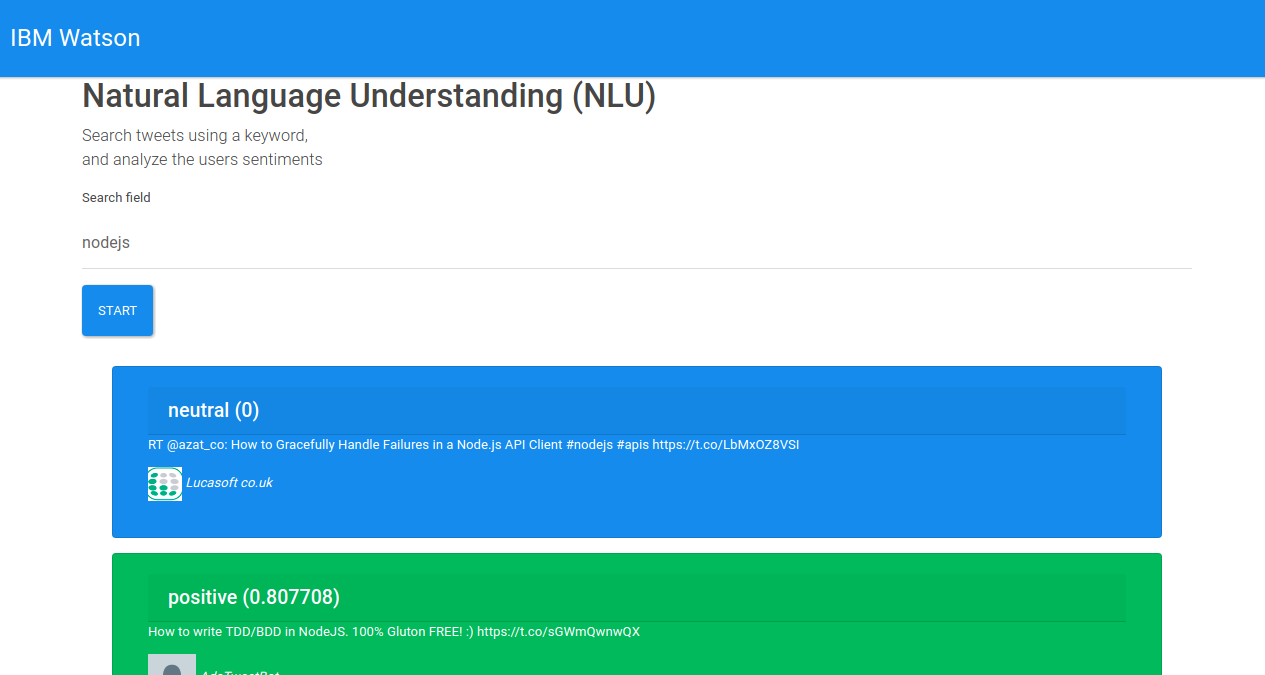 IBM Watson
Natural Language Understanding (NLU)
Search tweets using a keyword,
and analyze the users sentiments
Search field
nodejs
START
neutral (0)
RT @azat_co: How to Gracefully Handle Failures in a Node.js API Client #nodejs #apis https://t.co/LbMxOZ8VSI
Lucasoft co.uk
positive (0.807708)
How to write TDD/BDD in NodeJS. 100% Gluton FREE! :) https://t.co/sGWmQwnwQX